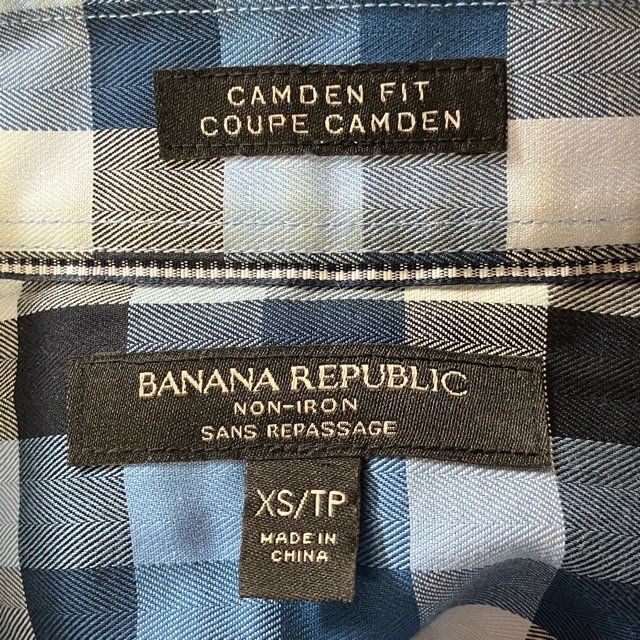 CAMDEN FIT
COUPE CAMDEN
BANANA REPUBLIC
NON-IRON
SANS REPASSAGE
XS/TP
MADE IN
CHINA